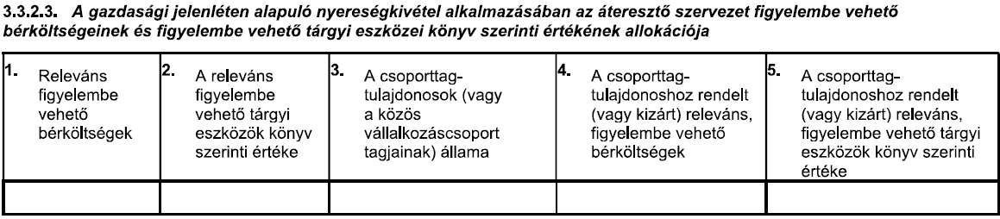 3.3.2.3. A gazdasági jelenléten alapuló nyereségkivétel alkalmazásában az áteresztő szervezet figyelembe vehető
bérköltségeinek és figyelembe vehető tárgyi eszközei könyv szerinti értékének allokációja
1. Releváns
figyelembe
vehető
bérköltségek
2. A releváns
figyelembe
vehető tárgyi
eszközök könyv
szerinti értéke
3. A csoporttag-
tulajdonosok (vagy
a közös
vállalkozáscsoport
tagjainak) állama
4. A csoporttag-
tulajdonoshoz rendelt
(vagy kizárt) releváns,
figyelembe vehető
bérköltségek
5. A csoporttag-
tulajdonoshoz rendelt
(vagy kizárt) releváns,
figyelembe vehető tárgyi
eszközök könyv szerinti
értéke